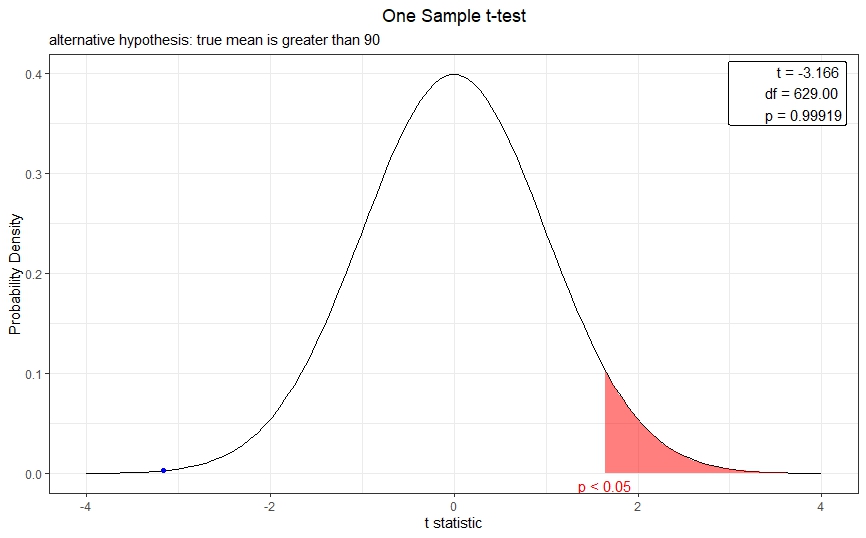 One Sample t-test
alternative hypothesis: true mean is greater than 90
t = -3.166
df = 629.00
p = 0.99919
0.4
0.3
0.2
0.1
0.0
Probability Density
p < 0.05
-4
-2
0
2
4
t statistic